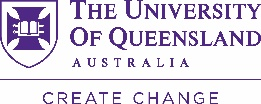 THE UNIVERSITY
OF QUEENSLAND
AUSTRALIA
CREATE CHANGE